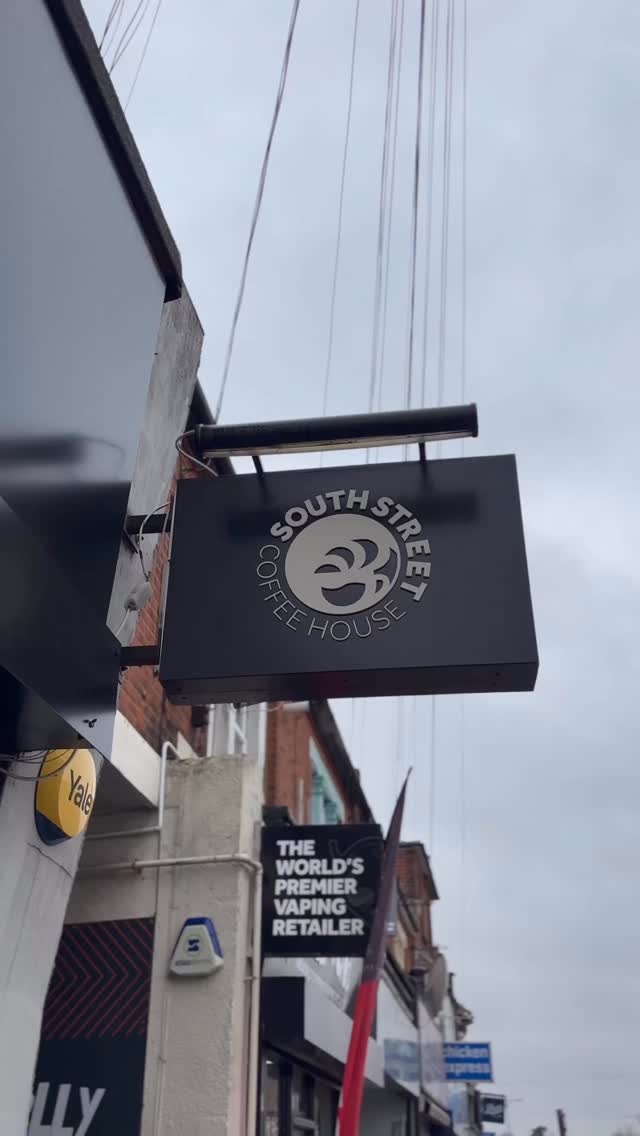 SOUTH STREET
COFFEE HOUSE
Yale
THE
WORLD'S
PREMIER
VAPING
RETAILER
LLY
chicken
express